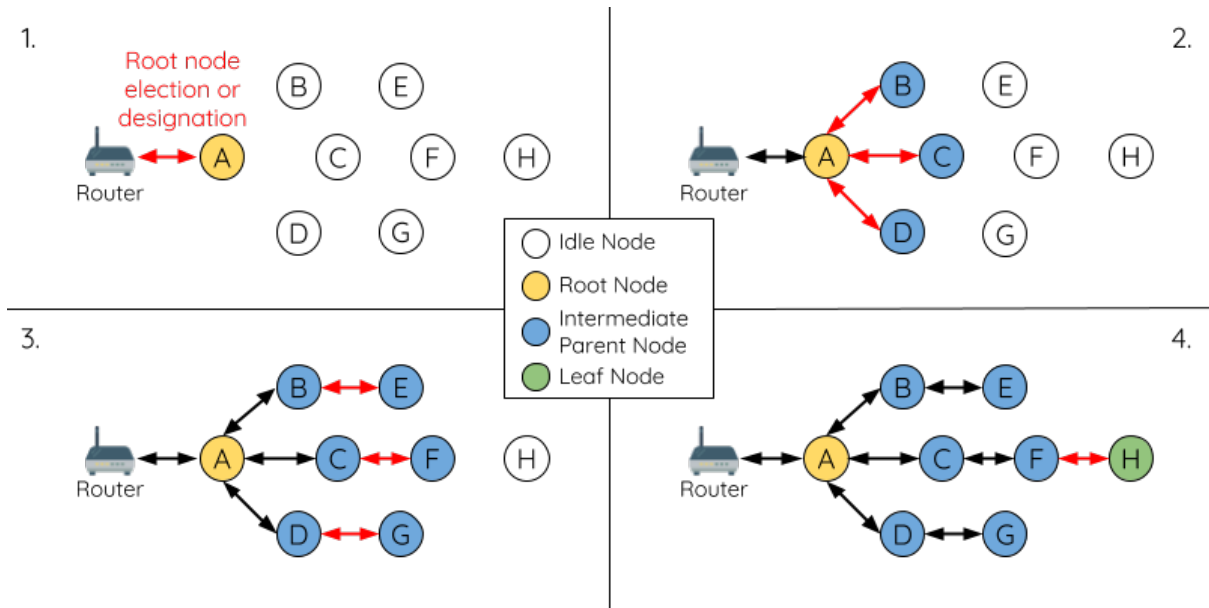 1.
Root node
election or
designation
B
E
A
C
F
H
Router
D
G
2.
B
E
A
C
F
H
Router
D
G
Idle Node
Root Node
Intermediate
Parent Node
Leaf Node
3.
B
E
A
C
F
H
Router
D
G
4.
B
E
A
C
F
H
Router
D
G